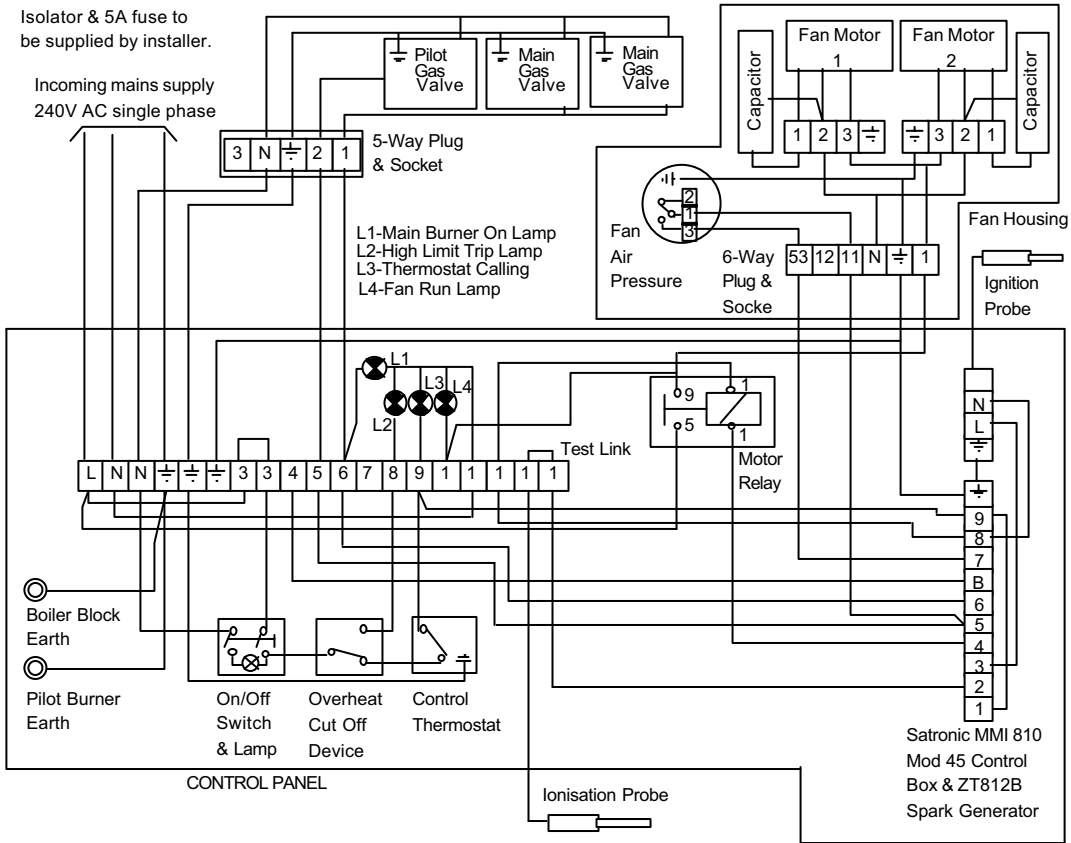 Isolator & 5A fuse to
be supplied by installer.
Incoming mains supply
240V AC single phase
Pilot
Gas
Valve
Main
Gas
Valve
Main
Gas
Valve
3 N 2 1
5-Way Plug
& Socket
L1-Main Burner On Lamp
L2-High Limit Trip Lamp
L3-Thermostat Calling
L4-Fan Run Lamp
Capacitor
Fan Motor
1
Fan Motor
2
Capacitor
1 2 3
3 2 1
2
1
3
Fan
Air
Pressure
Fan Housing
6-Way
Plug &
Socke
53 12 11 N 1
Ignition
Probe
L1
L3 L4
L2
9
5
1
1
Motor
Relay
Test Link
L N N 3 3 4 5 6 7 8 9 1 1 1 1 1
N
L
9
8
7
B
6
5
4
3
2
1
Boiler Block
Earth
Pilot Burner
Earth
On/Off
Switch
& Lamp
Overheat
Cut Off
Device
Control
Thermostat
Satronic MMI 810
Mod 45 Control
Box & ZT812B
Spark Generator
CONTROL PANEL
Ionisation Probe